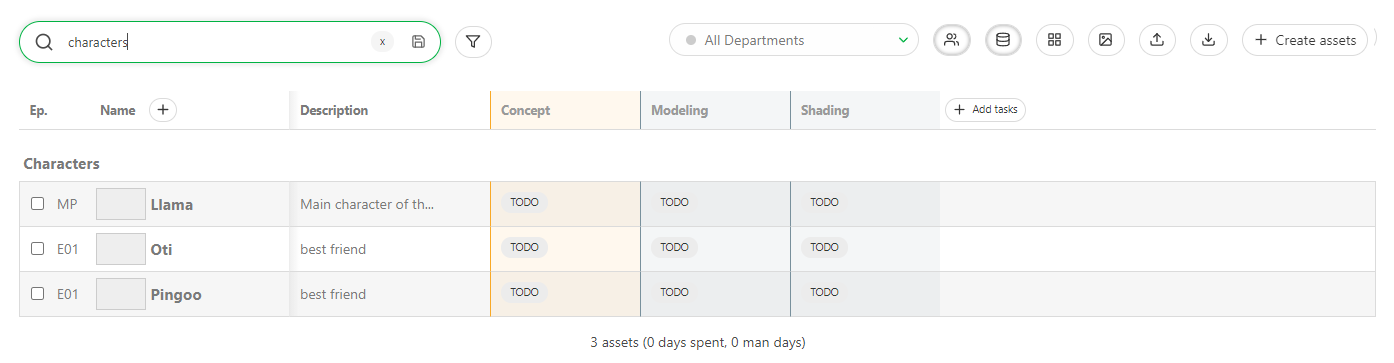 characters x All Departments Create assets
Ep. Name Description Concept Modeling Shading Add tasks
Characters
MP Llama Main character of th... TODO TODO TODO
E01 Oti best friend TODO TODO TODO
E01 Pingoo best friend TODO TODO TODO
3 assets (0 days spent, 0 man days)